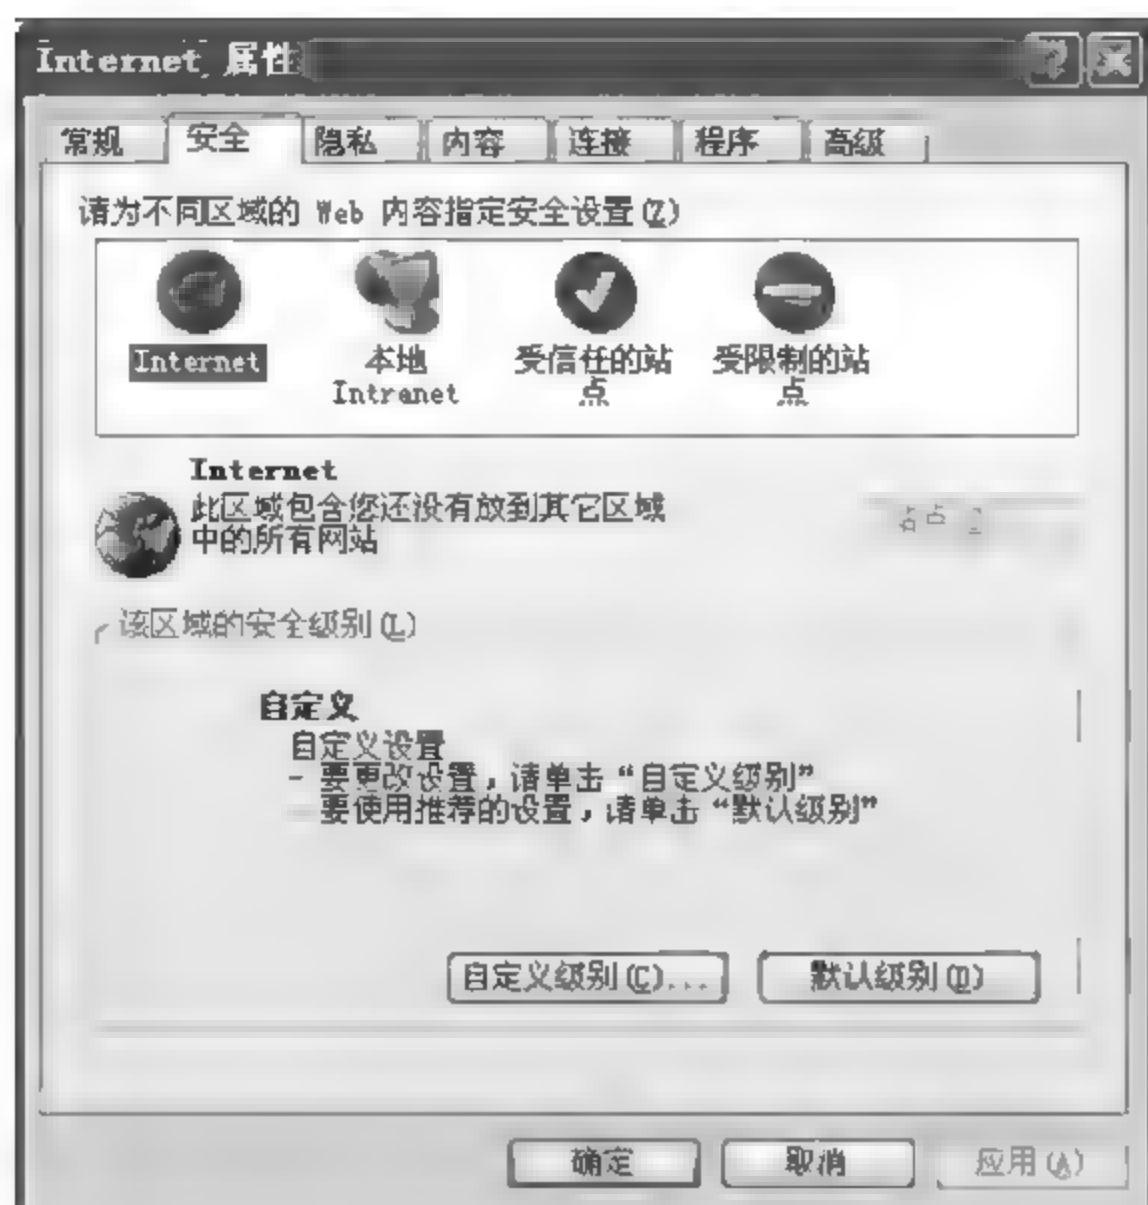 Internet 属性
常规 安全 隐私 内容 连接 程序 高级
请为不同区域的 Web 内容指定安全设置(Z)
Internet 本地 受信任的站 受限制的站
Intranet 点 点
Internet
此区域包含您还没有放到其它区域
中的所有网站
站点
该区域的安全级别(L)
自定义
自定义设置
- 要更改设置，请单击“自定义级别”
- 要使用推荐的设置，请单击“默认级别”
自定义级别(C)... 默认级别(D)
确定 取消 应用(A)